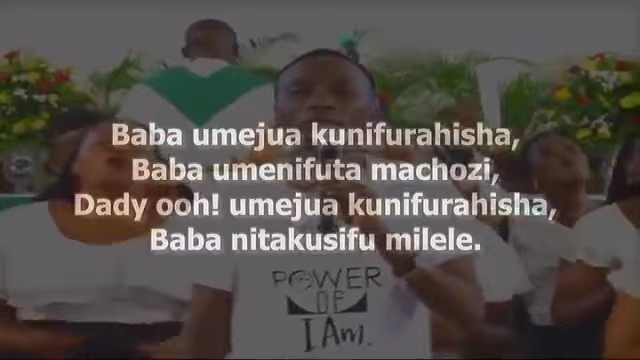 Baba umejua kunifurahisha,
Baba umenifuta machozi,
Dady ooh! umejua kunifurahisha,
Baba nitakusifu milele.
POWER
OF
I Am.